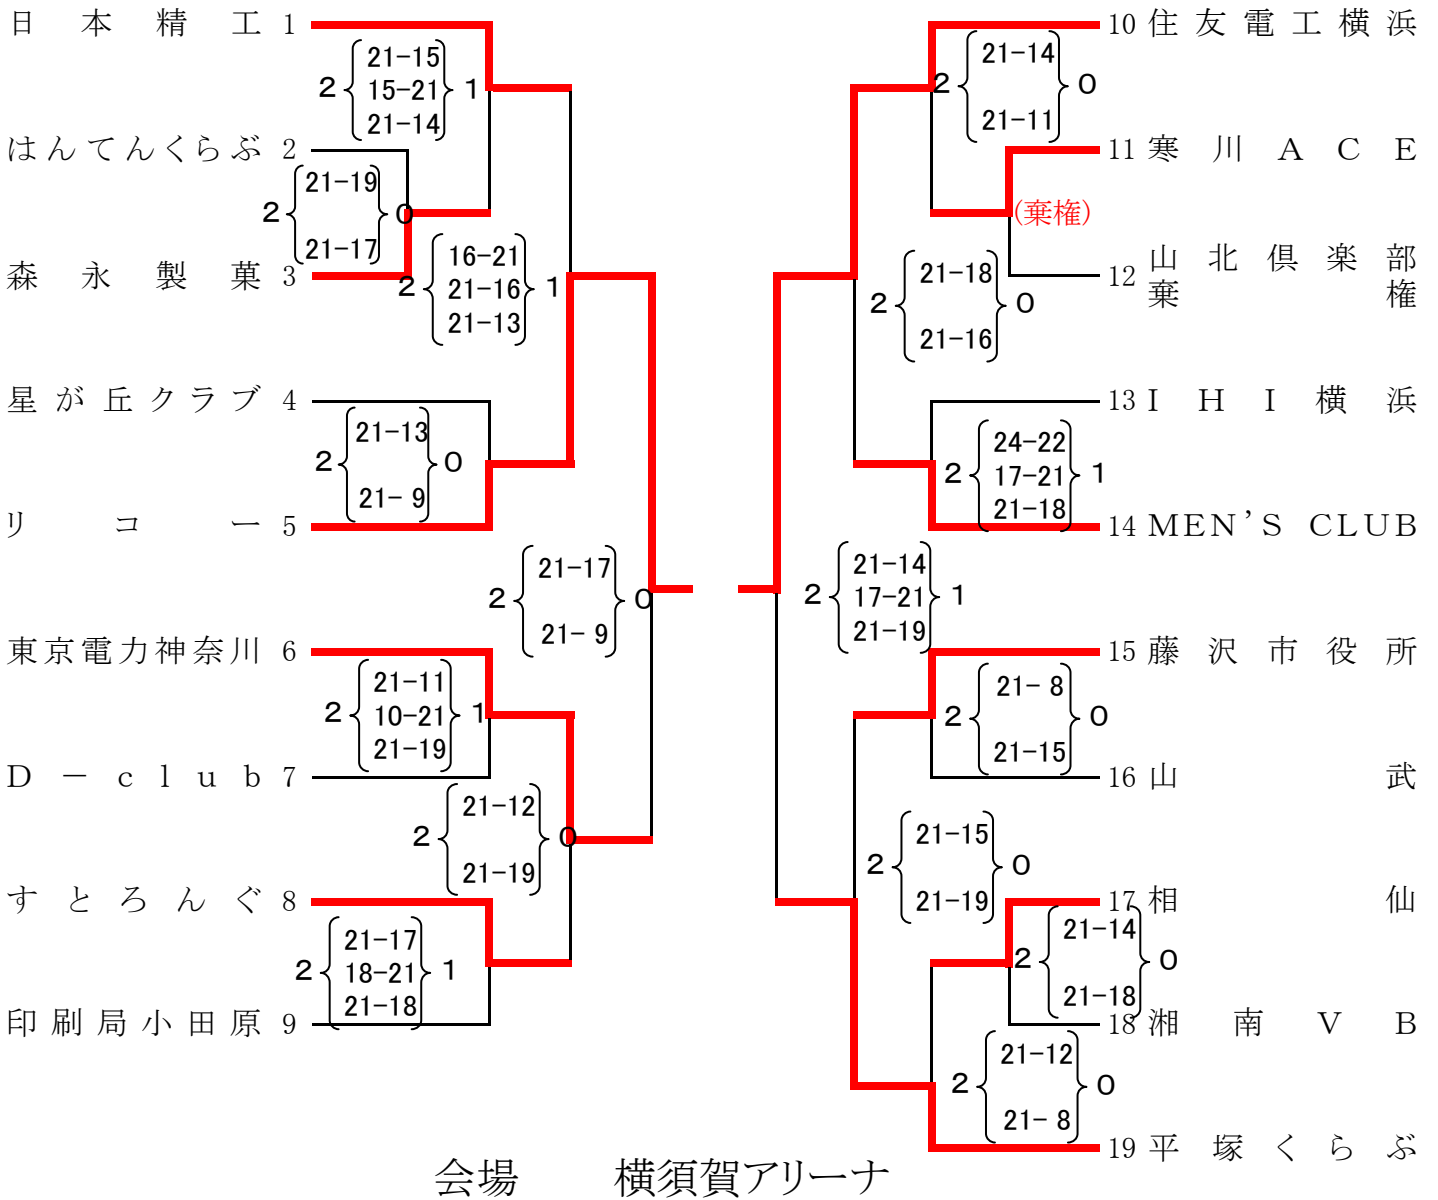 日本精工 1
2 21-15 1
15-21
21-14
はんてんくらぶ 2
2 21-19 0
21-17
森永製菓 3
2 16-21 1
21-16
21-13
星が丘クラブ 4
2 21-13 0
21- 9
リコー 5
2 21-17 0
21- 9
東京電力神奈川 6
2 21-11 1
10-21
21-19
D－club 7
2 21-12 0
21-19
すとろんぐ 8
2 21-17 1
18-21
21-18
印刷局小田原 9
10 住友電工横浜
2 21-14 0
21-11
11 寒川ACE
(棄権)
12 山北倶楽部
棄権
2 21-18 0
21-16
13 IHI横浜
2 24-22 1
17-21
21-18
14 MEN'S CLUB
2 21-14 1
17-21
21-19
15 藤沢市役所
2 21- 8 0
21-15
16 山武
2 21-15 0
21-19
17 相仙
2 21-14 0
21-18
18 湘南VB
2 21-12 0
21- 8
19 平塚くらぶ
会場 横須賀アリーナ